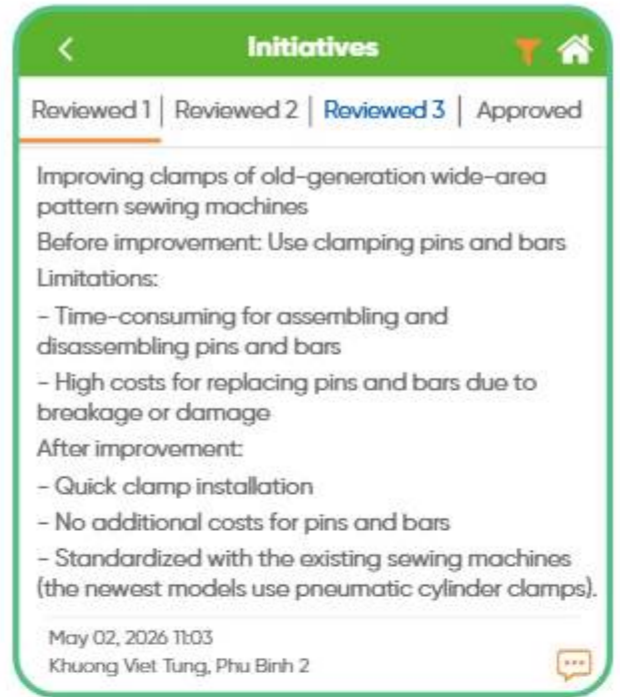 Initiatives
Reviewed 1 | Reviewed 2 | Reviewed 3 | Approved
Improving clamps of old-generation wide-area
pattern sewing machines
Before improvement: Use clamping pins and bars
Limitations:
- Time-consuming for assembling and
disassembling pins and bars
- High costs for replacing pins and bars due to
breakage or damage
After improvement:
- Quick clamp installation
- No additional costs for pins and bars
- Standardized with the existing sewing machines
(the newest models use pneumatic cylinder clamps).
May 02, 2026 11:03
Khuong Viet Tung, Phu Binh 2